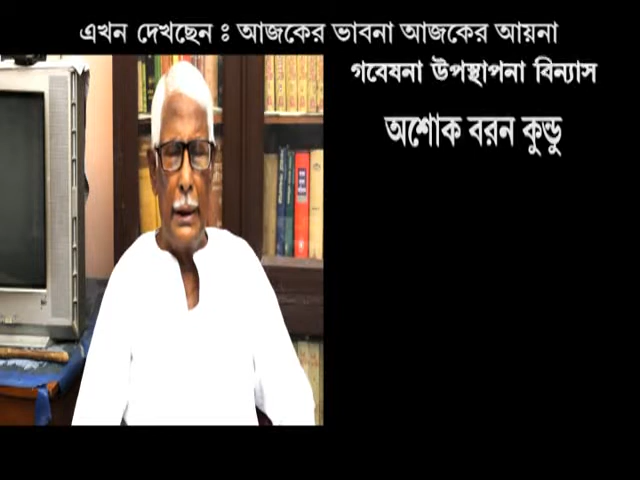 এখন দেখছেন ঃ আজকের ভাবনা আজকের আয়না
গবেষনা উপস্থাপনা বিন্যাস
অশোক বরন কুন্ডু